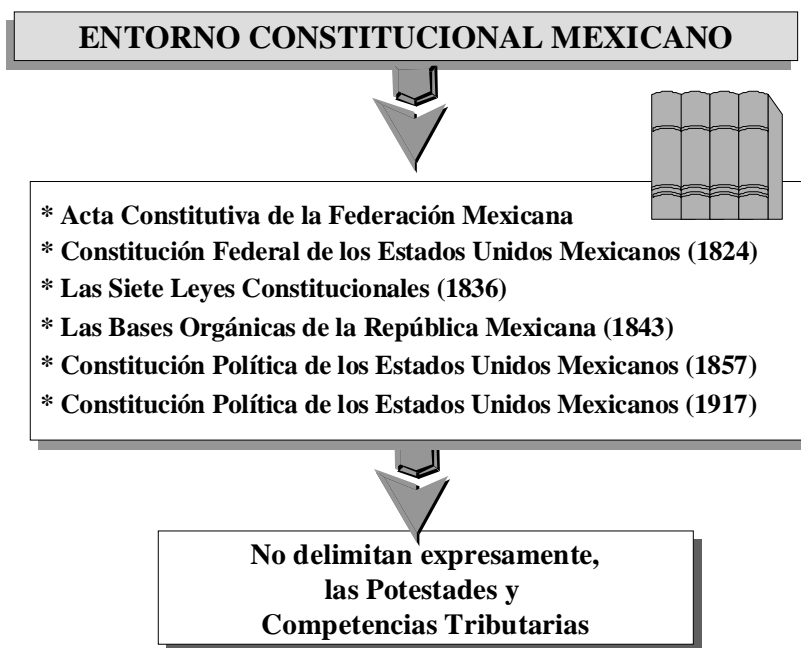 ENTORNO CONSTITUCIONAL MEXICANO
* Acta Constitutiva de la Federación Mexicana
* Constitución Federal de los Estados Unidos Mexicanos (1824)
* Las Siete Leyes Constitucionales (1836)
* Las Bases Orgánicas de la República Mexicana (1843)
* Constitución Política de los Estados Unidos Mexicanos (1857)
* Constitución Política de los Estados Unidos Mexicanos (1917)
No delimitan expresamente,
las Potestades y
Competencias Tributarias